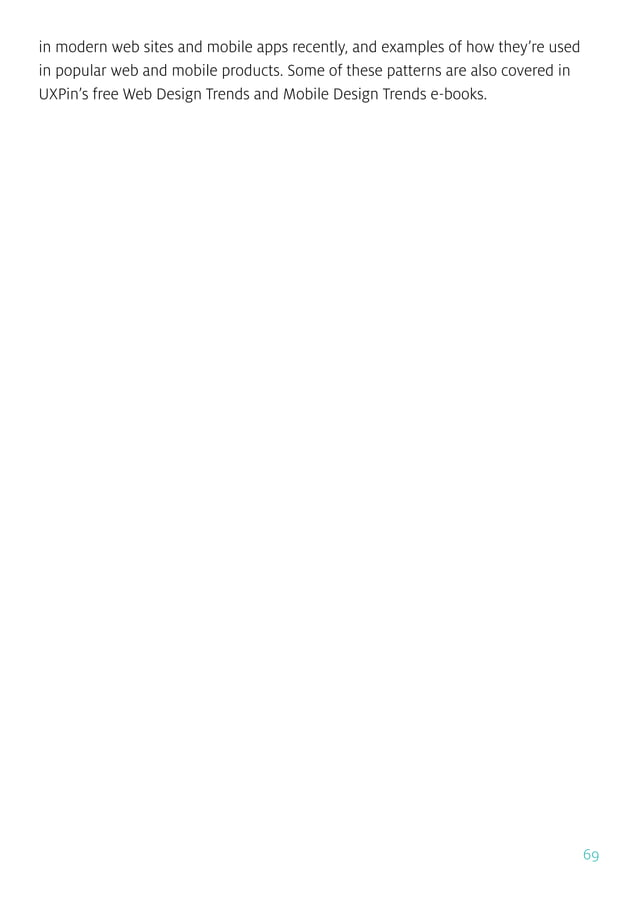 in modern web sites and mobile apps recently, and examples of how they’re used
in popular web and mobile products. Some of these patterns are also covered in
UXPin’s free Web Design Trends and Mobile Design Trends e-books.
69